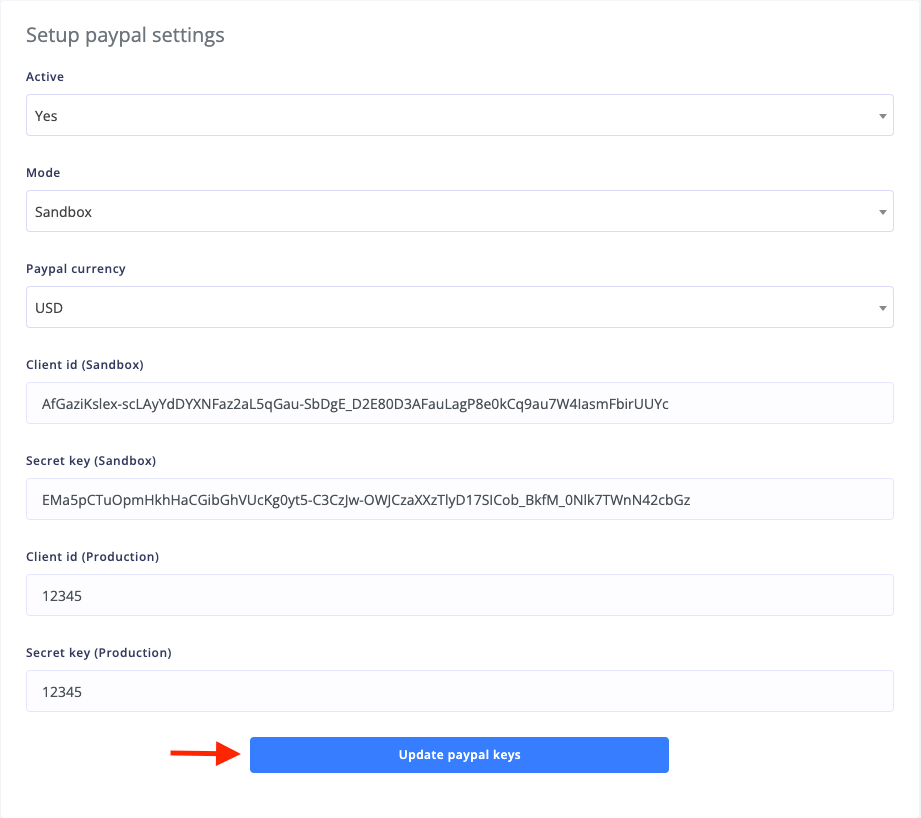 Setup paypal settings
Active
Yes
Mode
Sandbox
Paypal currency
USD
Client id (Sandbox)
AfGaziKslex-scLAyYdDYXNFaz2aL5qGau-SbDgE_D2E80D3AFauLagP8e0kCq9au7W4IasmFbirUUYc
Secret key (Sandbox)
EMa5pCTuOpmHkhHaCGibGhVUcKg0yt5-C3CzJw-OWJCzaXXzTlyD17SICob_BkfM_0Nlk7TWnN42cbGz
Client id (Production)
12345
Secret key (Production)
12345
Update paypal keys